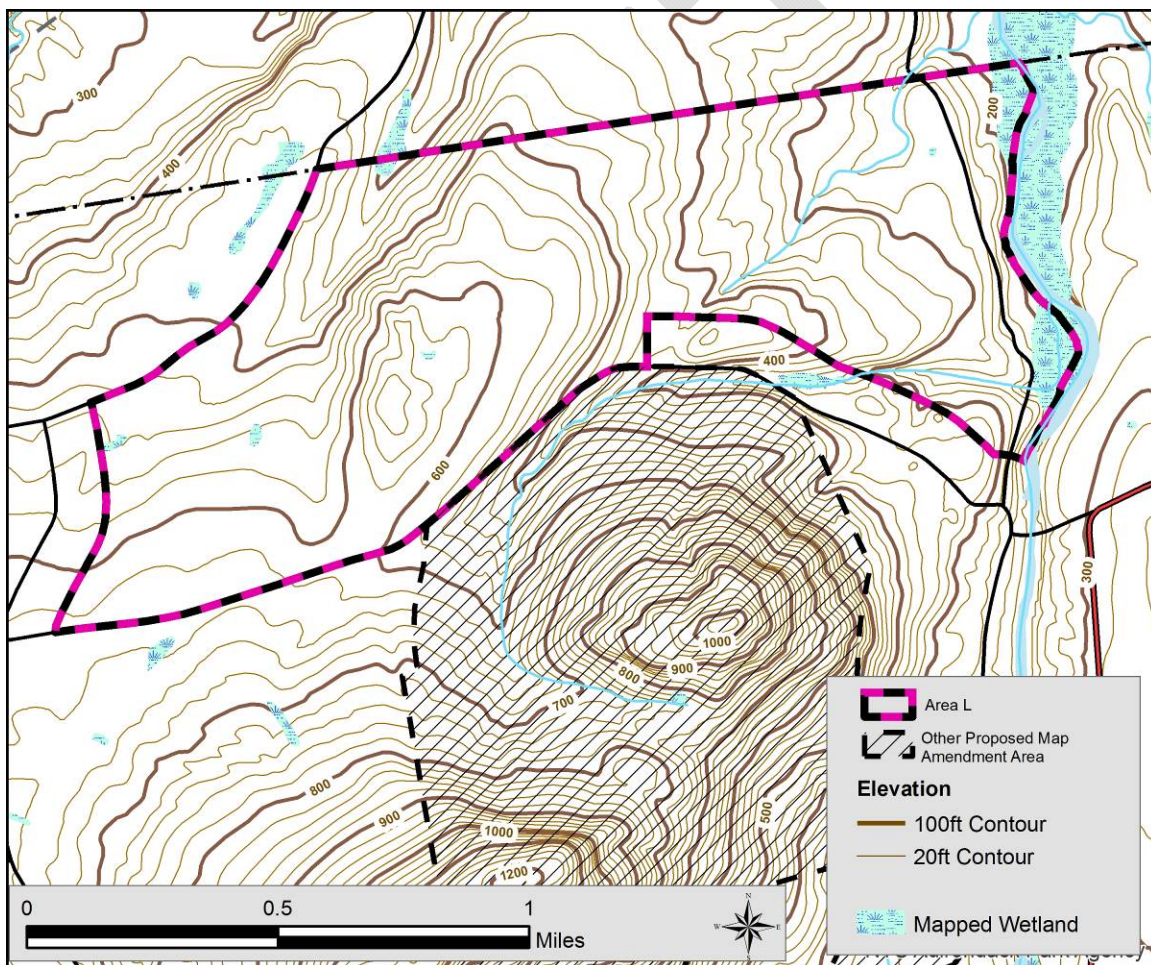 300
400
200
400
600
300
1000
900
800
700
800
500
900
1000
1200
Area L
Other Proposed Map
Amendment Area
Elevation
100ft Contour
20ft Contour
Mapped Wetland
0 0.5 1
Miles
N
W E
S